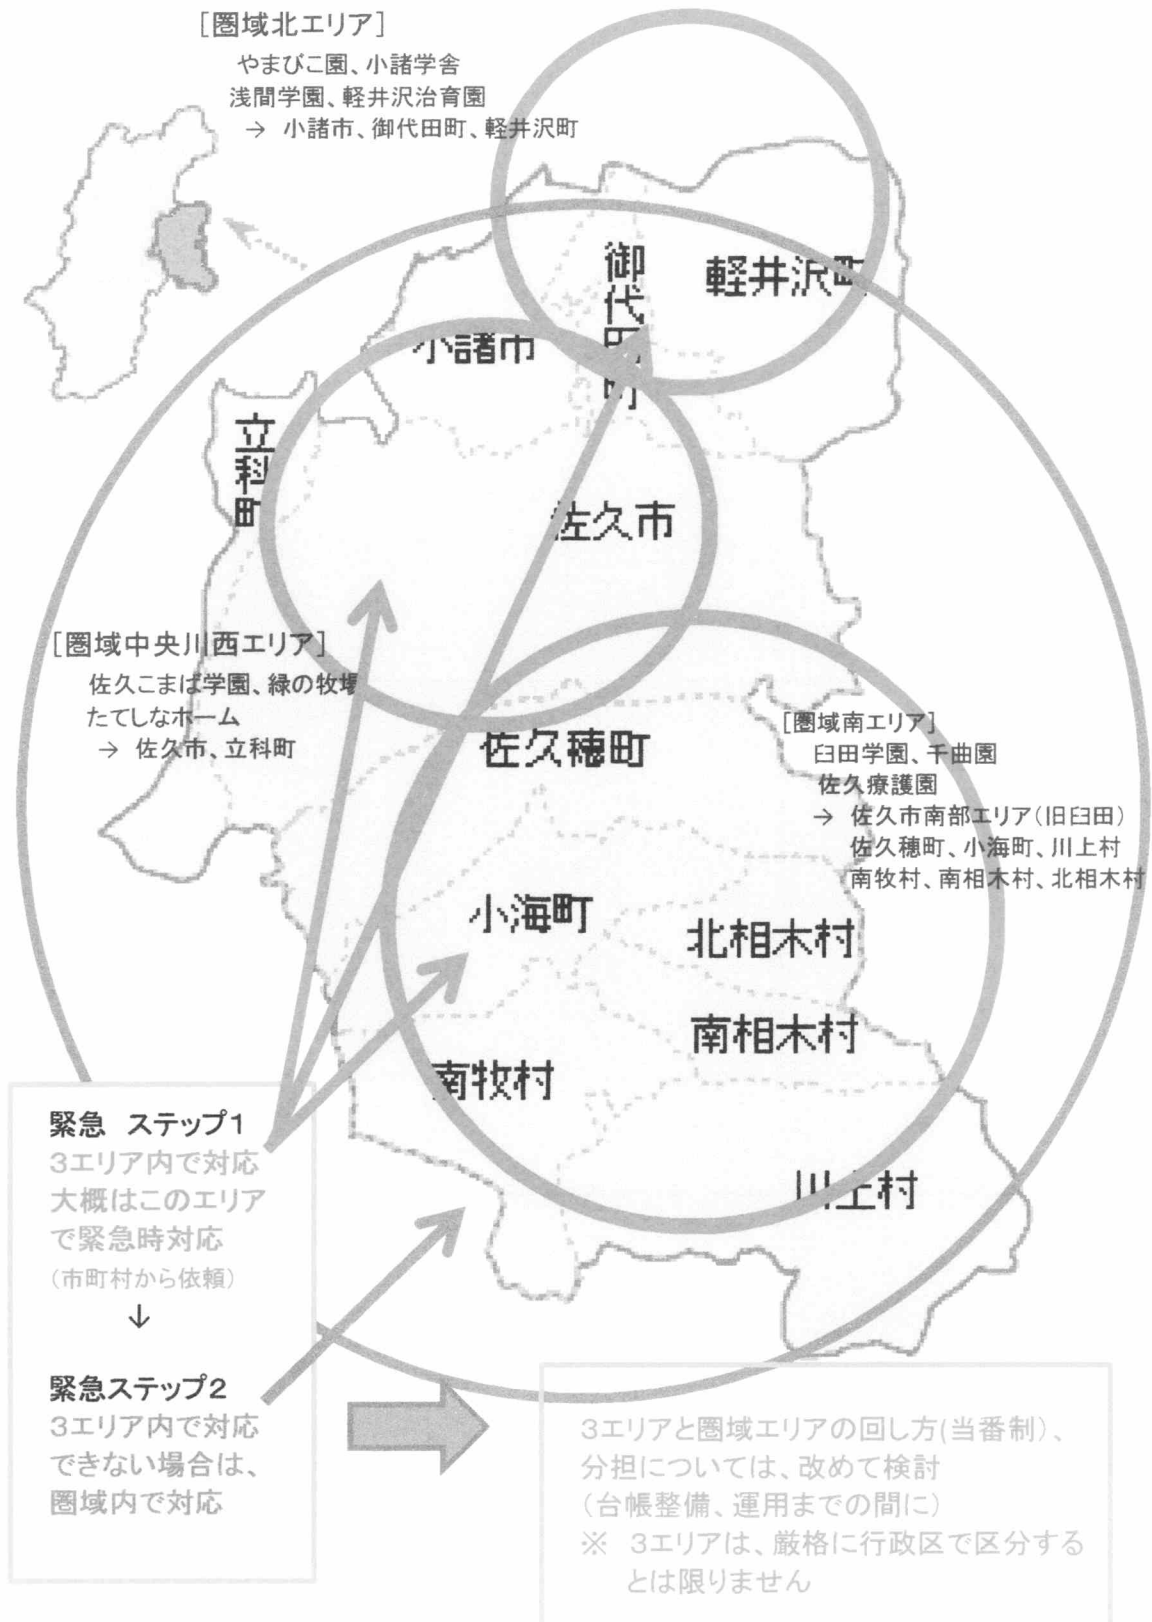 [圏域北エリア]
やまびこ園、小諸学舎
浅間学園、軽井沢治育園
→ 小諸市、御代田町、軽井沢町
御代田町
軽井沢町
小諸市
立科町
佐久市
[圏域中央川西エリア]
佐久こまば学園、緑の牧場
たてしなホーム
→ 佐久市、立科町
佐久穂町
[圏域南エリア]
臼田学園、千曲園
佐久療護園
→ 佐久市南部エリア(旧臼田)
佐久穂町、小海町、川上村
南牧村、南相木村、北相木村
小海町
北相木村
南相木村
南牧村
川上村
緊急 ステップ1
3エリア内で対応
大概はこのエリア
で緊急時対応
(市町村から依頼)
↓
緊急ステップ2
3エリア内で対応
できない場合は、
圏域内で対応
3エリアと圏域エリアの回し方(当番制)、
分担については、改めて検討
(台帳整備、運用までの間に)
※ 3エリアは、厳格に行政区で区分する
とは限りません